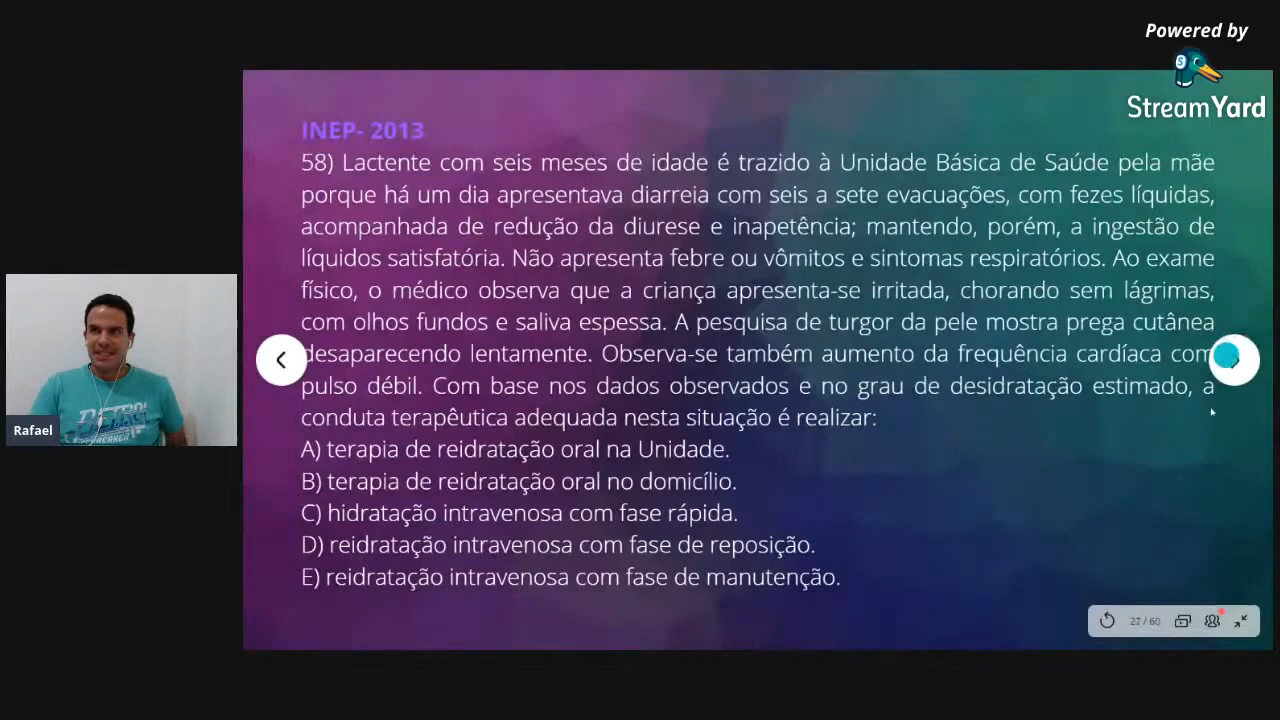 Powered by
StreamYard
INEP- 2013
58) Lactente com seis meses de idade é trazido à Unidade Básica de Saúde pela mãe
porque há um dia apresentava diarreia com seis a sete evacuações, com fezes líquidas,
acompanhada de redução da diurese e inapetência; mantendo, porém, a ingestão de
líquidos satisfatória. Não apresenta febre ou vômitos e sintomas respiratórios. Ao exame
físico, o médico observa que a criança apresenta-se irritada, chorando sem lágrimas,
com olhos fundos e saliva espessa. A pesquisa de turgor da pele mostra prega cutânea
desaparecendo lentamente. Observa-se também aumento da frequência cardíaca com
pulso débil. Com base nos dados observados e no grau de desidratação estimado, a
conduta terapêutica adequada nesta situação é realizar:
A) terapia de reidratação oral na Unidade.
B) terapia de reidratação oral no domicílio.
C) hidratação intravenosa com fase rápida.
D) reidratação intravenosa com fase de reposição.
E) reidratação intravenosa com fase de manutenção.
Rafael
27 / 60